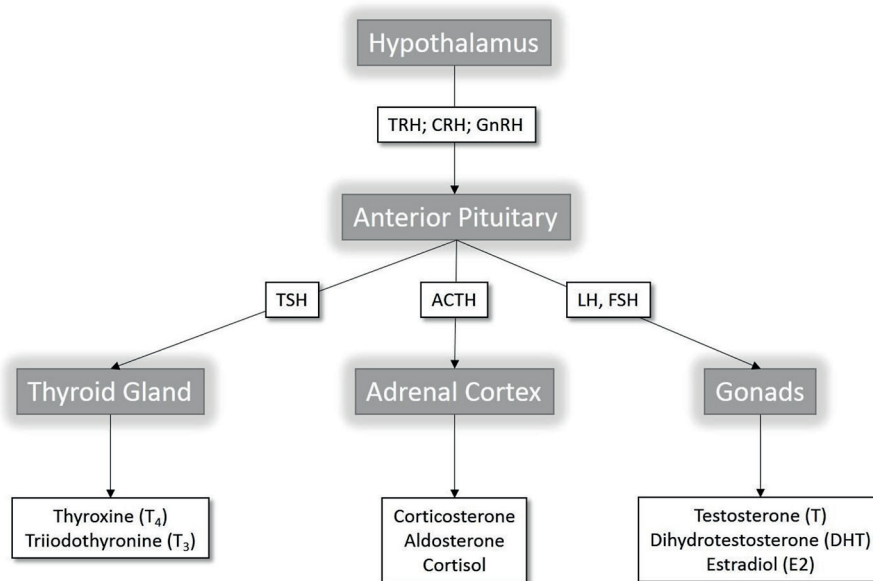 Hypothalamus
TRH; CRH; GnRH
Anterior Pituitary
TSH
ACTH
LH, FSH
Thyroid Gland
Adrenal Cortex
Gonads
Thyroxine (T₄)
Triiodothyronine (T₃)
Corticosterone
Aldosterone
Cortisol
Testosterone (T)
Dihydrotestosterone (DHT)
Estradiol (E2)